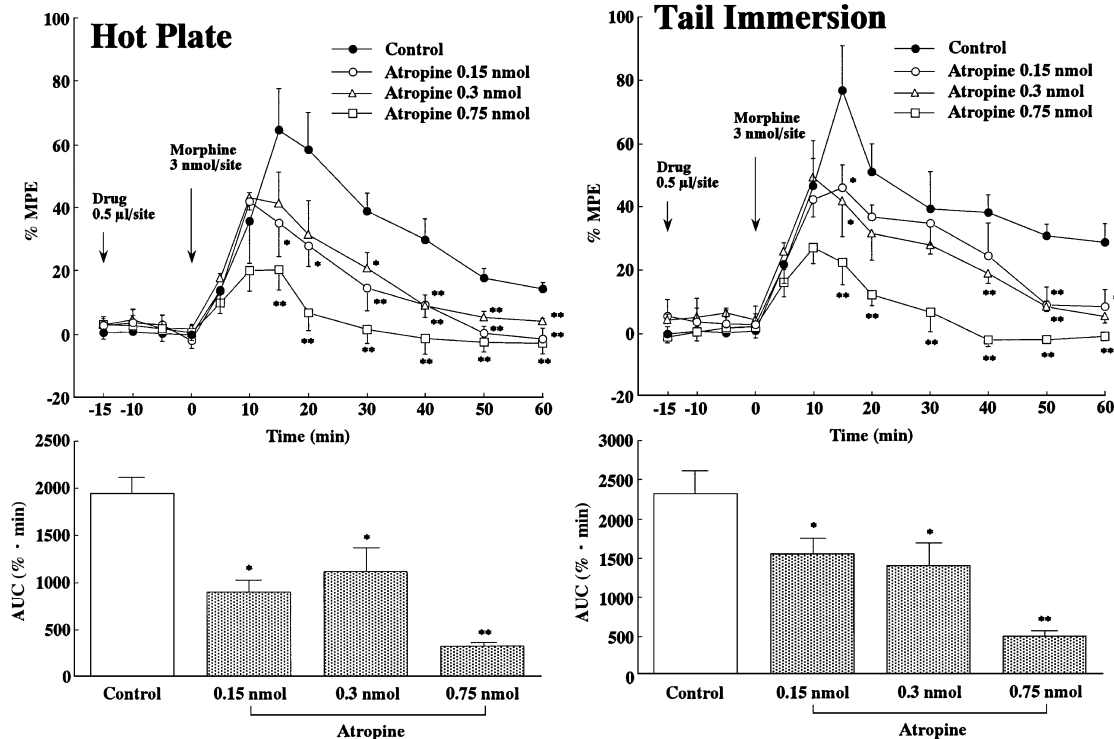 Hot Plate
Control
Atropine 0.15 nmol
Atropine 0.3 nmol
Atropine 0.75 nmol
Morphine
3 nmol/site
Drug
0.5 µl/site
% MPE
100
80
60
40
20
0
-20
-15 -10 0 10 20 30 40 50 60
Time (min)
* * * ** ** ** ** ** ** **
** ** ** ** ** **
Tail Immersion
Control
Atropine 0.15 nmol
Atropine 0.3 nmol
Atropine 0.75 nmol
Morphine
3 nmol/site
Drug
0.5 µl/site
% MPE
100
80
60
40
20
0
-20
-15 -10 0 10 20 30 40 50 60
Time (min)
* * ** ** **
** ** ** ** ** **
AUC (% · min)
2500
2000
1500
1000
500
0
* * **
Control 0.15 nmol 0.3 nmol 0.75 nmol
Atropine
AUC (% · min)
3000
2500
2000
1500
1000
500
0
* * **
Control 0.15 nmol 0.3 nmol 0.75 nmol
Atropine